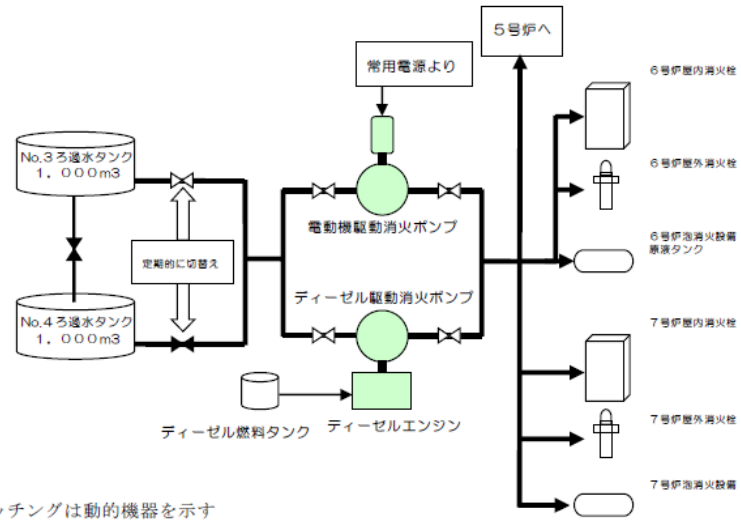 5号炉へ
常用電源より
6号炉屋内消火栓
No.3ろ過水タンク
1,000m3
6号炉屋外消火栓
電動機駆動消火ポンプ
6号炉泡消火設備
原液タンク
定期的に切替え
ディーゼル駆動消火ポンプ
No.4ろ過水タンク
1,000m3
7号炉屋内消火栓
ディーゼル燃料タンク
ディーゼルエンジン
7号炉屋外消火栓
7号炉泡消火設備
ッチングは動的機器を示す